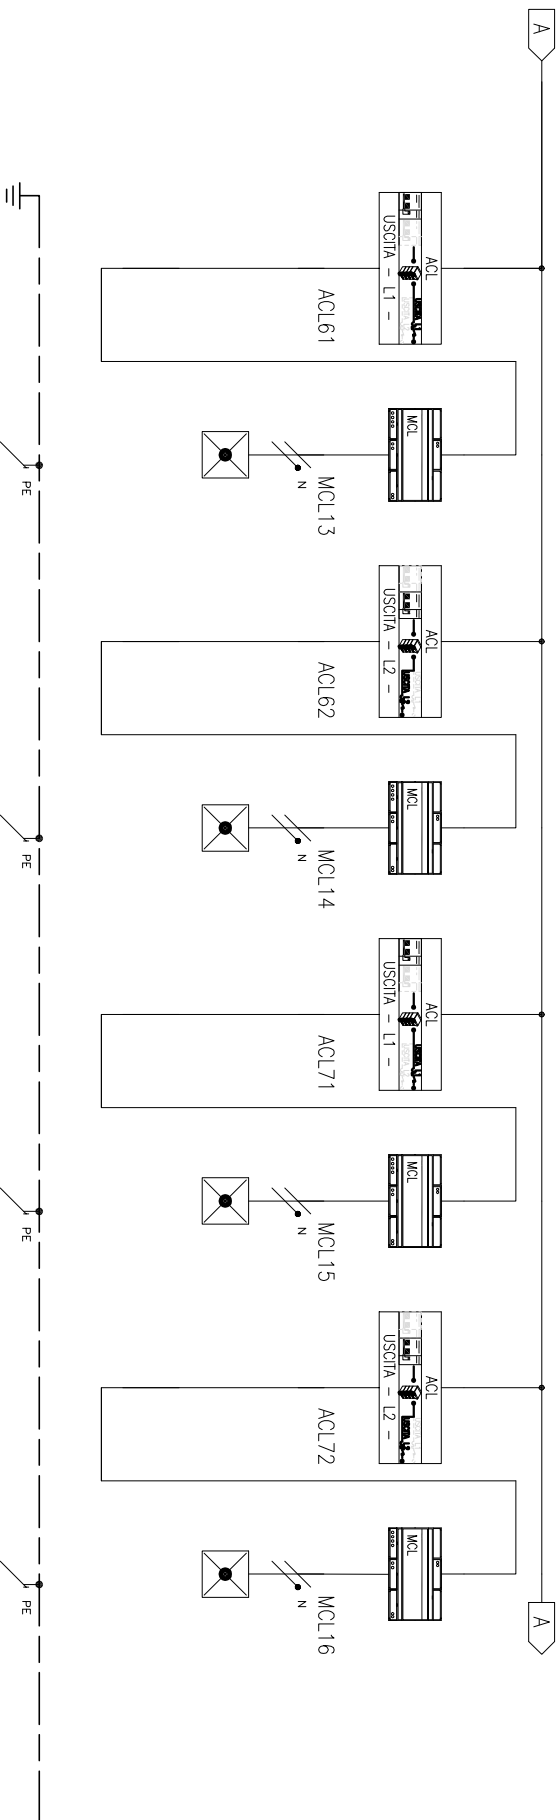 A
ACL
USCITA - L1 -
ACL61
MCL
MCL13
N
PE
ACL
USCITA - L2 -
ACL62
MCL
MCL14
N
PE
ACL
USCITA - L1 -
ACL71
MCL
MCL15
N
PE
ACL
USCITA - L2 -
ACL72
MCL
MCL16
N
PE
A